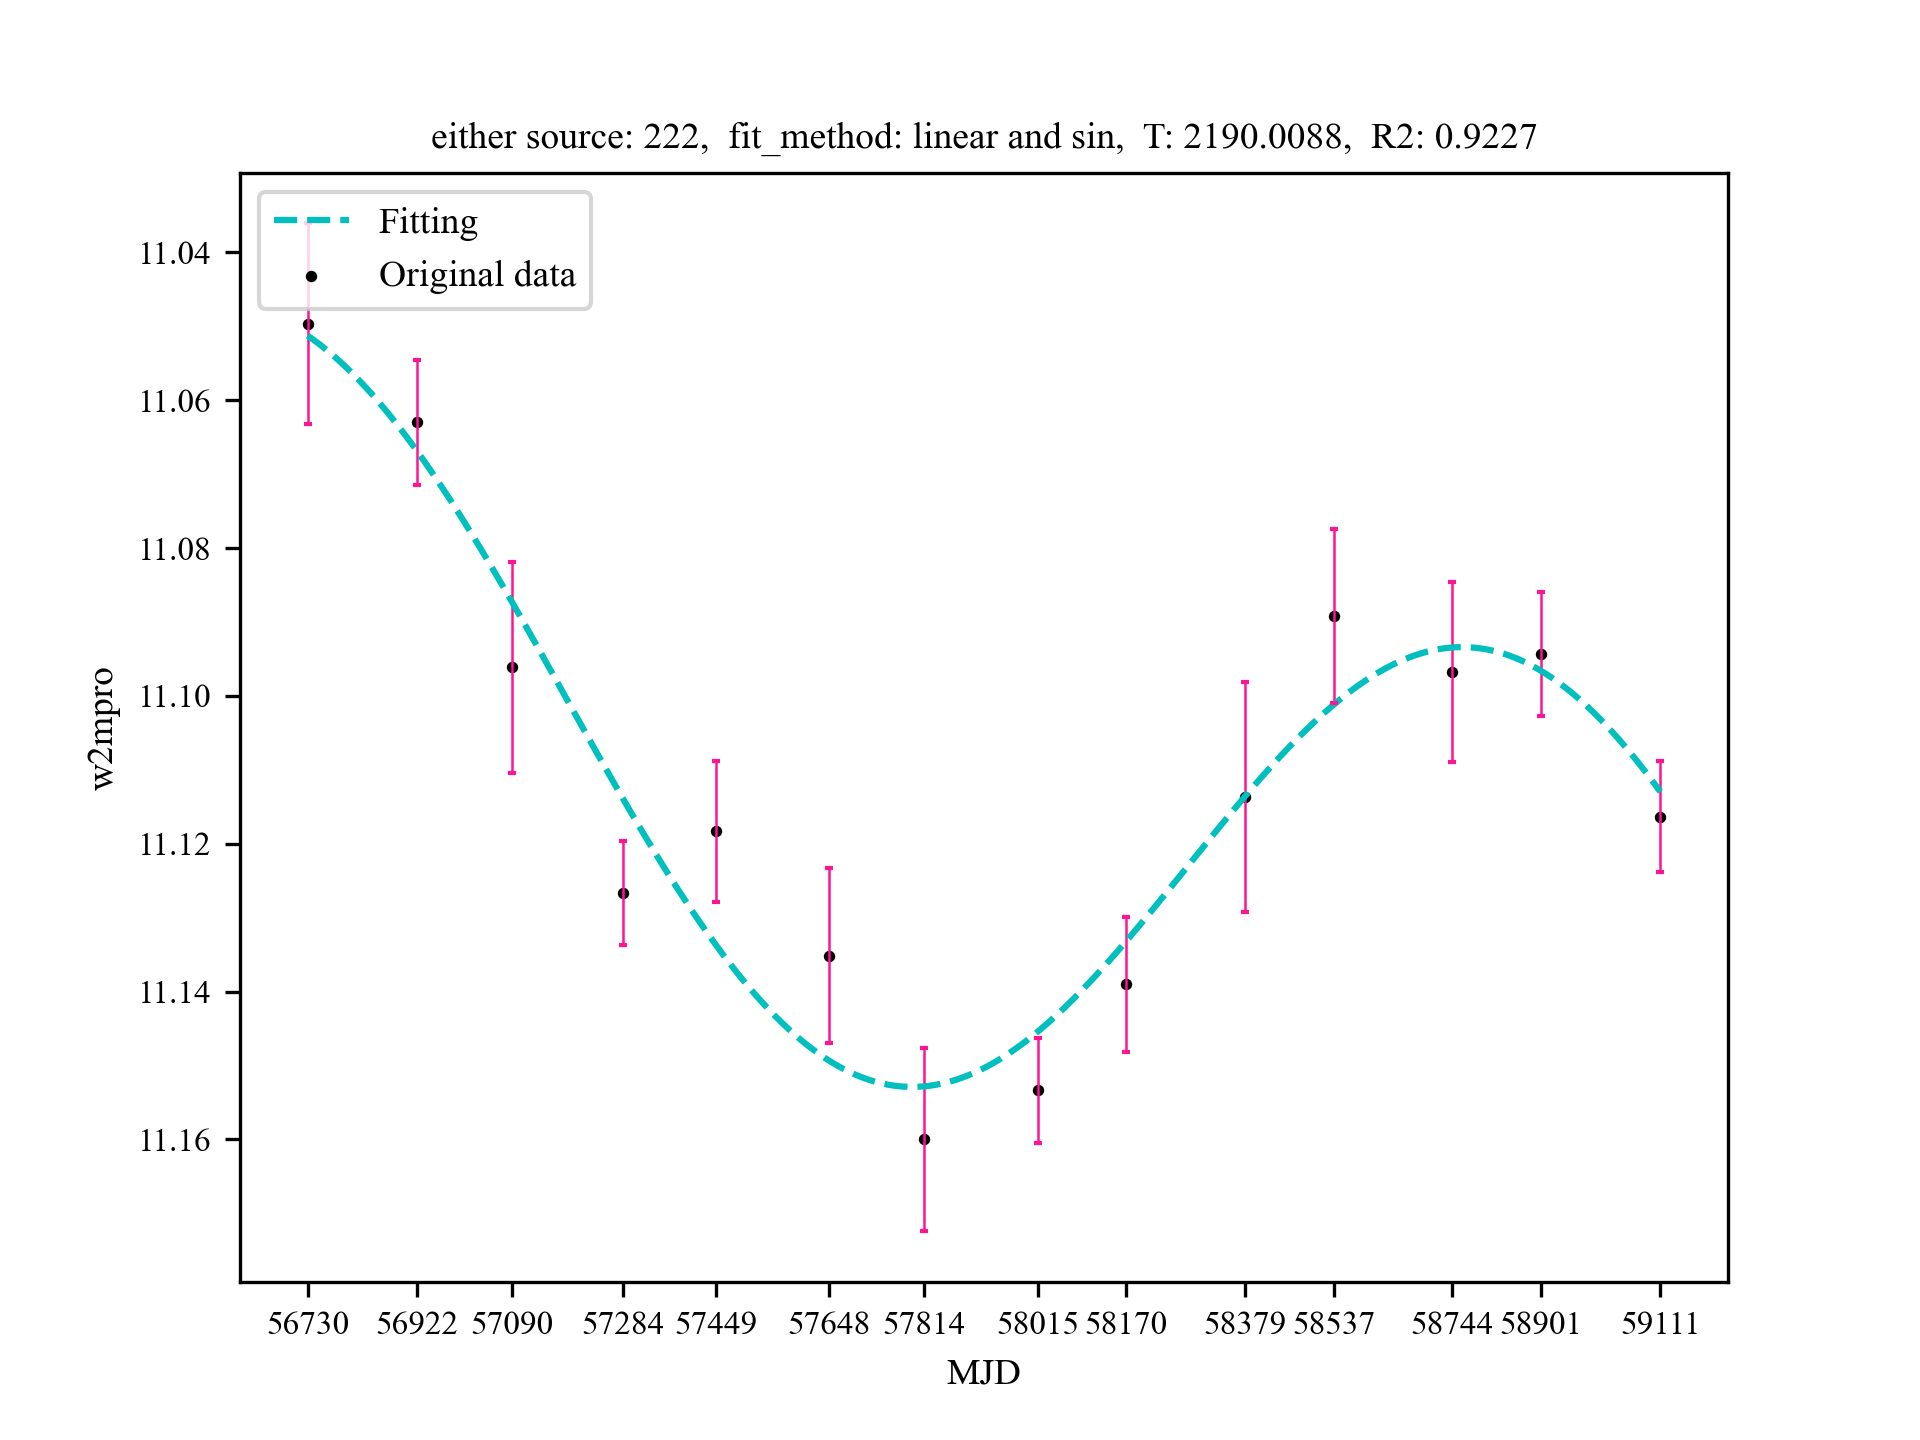 either source: 222,  fit_method: linear and sin,  T: 2190.0088,  R2: 0.9227
Fitting
Original data
11.04
11.06
11.08
11.10
11.12
11.14
11.16
w2mpro
56730 56922 57090 57284 57449 57648 57814 58015 58170 58379 58537 58744 58901 59111
MJD